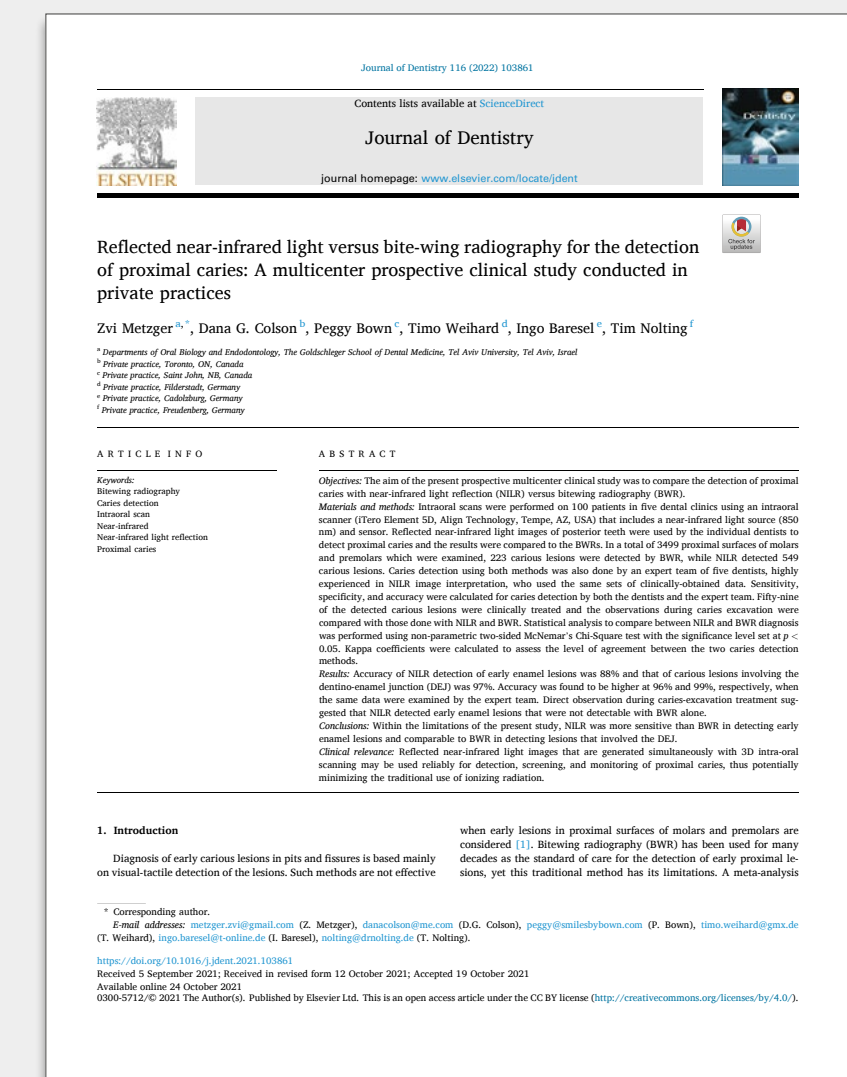 Journal of Dentistry 116 (2022) 103861
Contents lists available at ScienceDirect
Journal of Dentistry
journal homepage: www.elsevier.com/locate/jdent
ELSEVIER
Dentistry
Check for
updates
Reflected near-infrared light versus bite-wing radiography for the detection
of proximal caries: A multicenter prospective clinical study conducted in
private practices
Zvi Metzger a,*, Dana G. Colson b, Peggy Bown c, Timo Weihard d, Ingo Baresel e, Tim Nolting f
a Departments of Oral Biology and Endodontology, The Goldschleger School of Dental Medicine, Tel Aviv University, Tel Aviv, Israel
b Private practice, Toronto, ON, Canada
c Private practice, Saint John, NB, Canada
d Private practice, Filderstadt, Germany
e Private practice, Cadolzburg, Germany
f Private practice, Freudenberg, Germany
ARTICLE INFO
Keywords:
Bitewing radiography
Caries detection
Intraoral scan
Near-infrared
Near-infrared light reflection
Proximal caries
ABSTRACT
Objectives: The aim of the present prospective multicenter clinical study was to compare the detection of proximal
caries with near-infrared light reflection (NILR) versus bitewing radiography (BWR).
Materials and methods: Intraoral scans were performed on 100 patients in five dental clinics using an intraoral
scanner (iTero Element 5D, Align Technology, Tempe, AZ, USA) that includes a near-infrared light source (850
nm) and sensor. Reflected near-infrared light images of posterior teeth were used by the individual dentists to
detect proximal caries and the results were compared to the BWRs. In a total of 3499 proximal surfaces of molars
and premolars which were examined, 223 carious lesions were detected by BWR, while NILR detected 549
carious lesions. Caries detection using both methods was also done by an expert team of five dentists, highly
experienced in NILR image interpretation, who used the same sets of clinically-obtained data. Sensitivity,
specificity, and accuracy were calculated for caries detection by both the dentists and the expert team. Fifty-nine
of the detected carious lesions were clinically treated and the observations during caries excavation were
compared with those done with NILR and BWR. Statistical analysis to compare between NILR and BWR diagnosis
was performed using non-parametric two-sided McNemar's Chi-Square test with the significance level set at p <
0.05. Kappa coefficients were calculated to assess the level of agreement between the two caries detection
methods.
Results: Accuracy of NILR detection of early enamel lesions was 88% and that of carious lesions involving the
dentino-enamel junction (DEJ) was 97%. Accuracy was found to be higher at 96% and 99%, respectively, when
the same data were examined by the expert team. Direct observation during caries-excavation treatment sug-
gested that NILR detected early enamel lesions that were not detectable with BWR alone.
Conclusions: Within the limitations of the present study, NILR was more sensitive than BWR in detecting early
enamel lesions and comparable to BWR in detecting lesions that involved the DEJ.
Clinical relevance: Reflected near-infrared light images that are generated simultaneously with 3D intra-oral
scanning may be used reliably for detection, screening, and monitoring of proximal caries, thus potentially
minimizing the traditional use of ionizing radiation.
1. Introduction
Diagnosis of early carious lesions in pits and fissures is based mainly
on visual-tactile detection of the lesions. Such methods are not effective
when early lesions in proximal surfaces of molars and premolars are
considered [1]. Bitewing radiography (BWR) has been used for many
decades as the standard of care for the detection of early proximal le-
sions, yet this traditional method has its limitations. A meta-analysis
* Corresponding author.
E-mail addresses: metzger.zvi@gmail.com (Z. Metzger), danacolson@me.com (D.G. Colson), peggy@smilesbybown.com (P. Bown), timo.weihard@gmx.de
(T. Weihard), ingo.baresel@t-online.de (I. Baresel), nolting@drnolting.de (T. Nolting).
https://doi.org/10.1016/j.jdent.2021.103861
Received 5 September 2021; Received in revised form 12 October 2021; Accepted 19 October 2021
Available online 24 October 2021
0300-5712/© 2021 The Author(s). Published by Elsevier Ltd. This is an open access article under the CC BY license (http://creativecommons.org/licenses/by/4.0/).